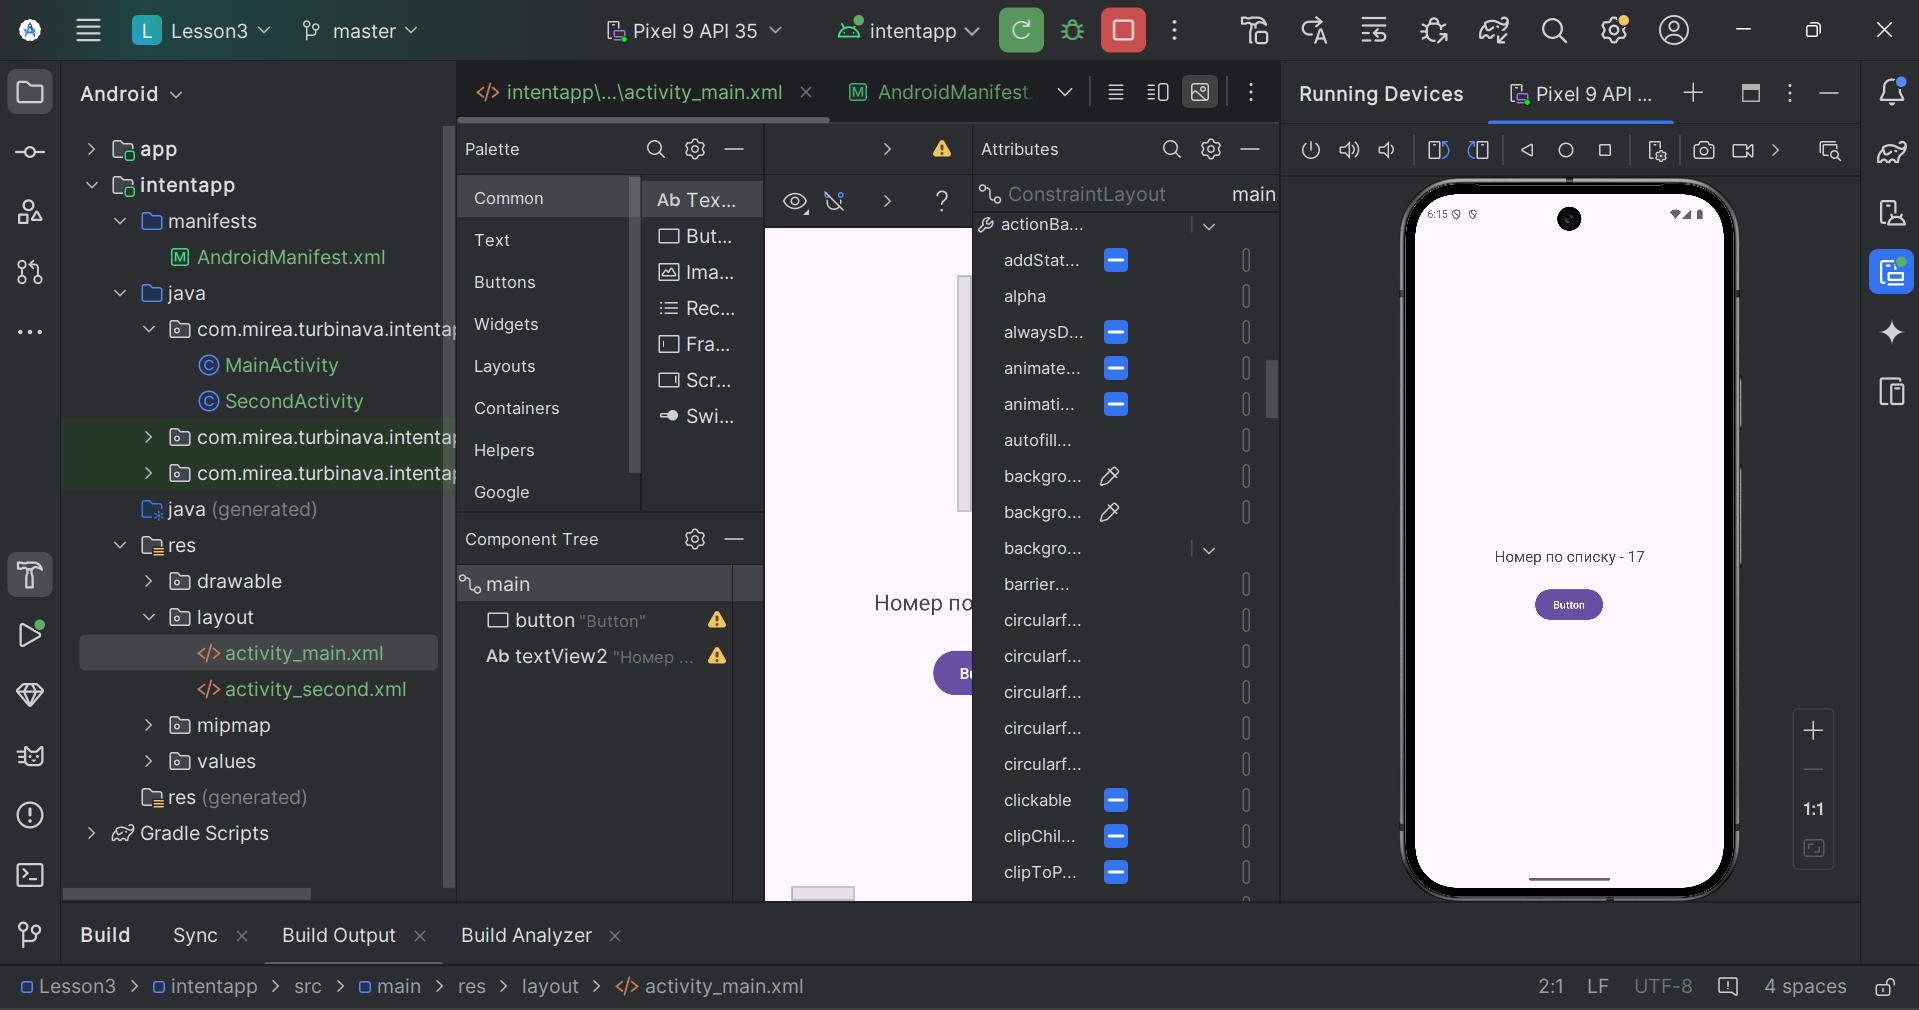 L Lesson3 master Pixel 9 API 35 intentapp
Android
app
intentapp
manifests
M AndroidManifest.xml
java
com.mirea.turbinava.intentap
C MainActivity
C SecondActivity
com.mirea.turbinava.intentap
com.mirea.turbinava.intentap
java (generated)
res
drawable
layout
</> activity_main.xml
</> activity_second.xml
mipmap
values
res (generated)
Gradle Scripts
</> intentapp\...\activity_main.xml
M AndroidManifest.
Palette
Common
Text
Buttons
Widgets
Layouts
Containers
Helpers
Google
Ab Tex...
But...
Ima...
Rec...
Fra...
Scr...
Swi...
Component Tree
main
button "Button"
Ab textView2 "Номер ...
?
Номер по
Bu
Attributes
ConstraintLayout main
actionBa...
addStat...
alpha
alwaysD...
animate...
animati...
autofill...
backgro...
backgro...
backgro...
barrier...
circularf...
circularf...
circularf...
circularf...
circularf...
clickable
clipChil...
clipToP...
Running Devices Pixel 9 API ...
6:15
Номер по списку - 17
Button
1:1
Build Sync Build Output Build Analyzer
Lesson3 > intentapp > src > main > res > layout > </> activity_main.xml
2:1 LF UTF-8 4 spaces